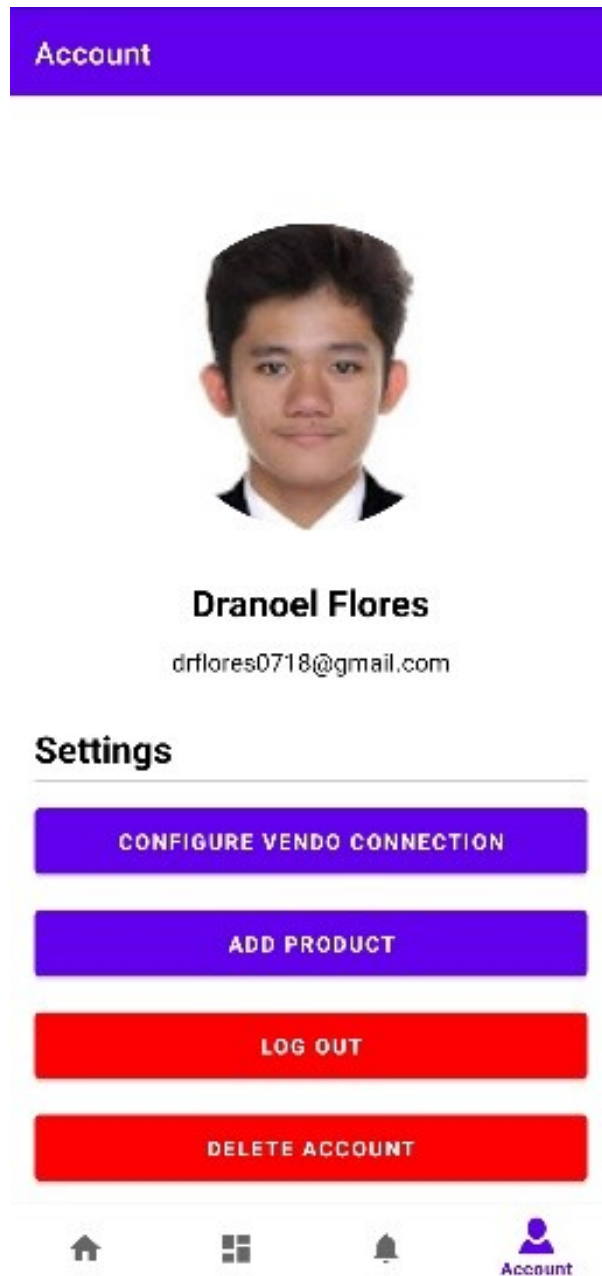 Account
Dranoel Flores
drflores0718@gmail.com
Settings
CONFIGURE VENDO CONNECTION
ADD PRODUCT
LOG OUT
DELETE ACCOUNT
Account